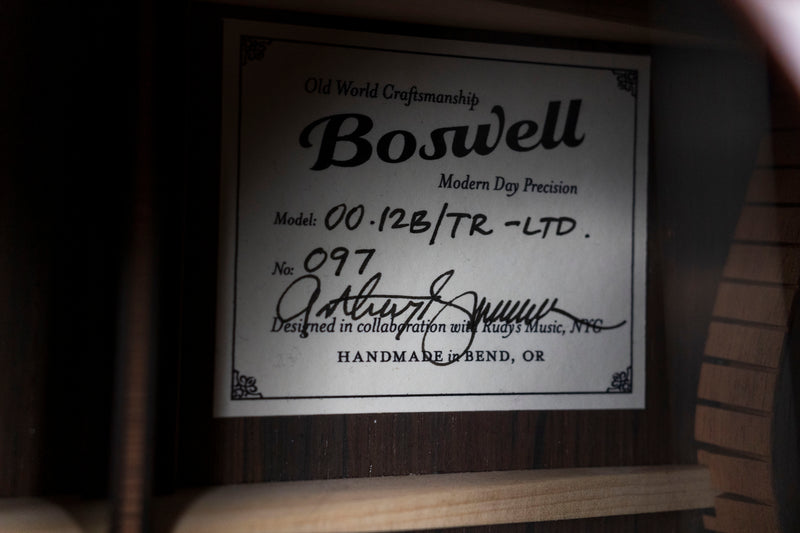 Old World Craftsmanship
Boswell
Modern Day Precision
Model: 00.12B/TR-LTD.
No: 097
Designed in collaboration with Rudy's Music, NYC
HANDMADE in BEND, OR